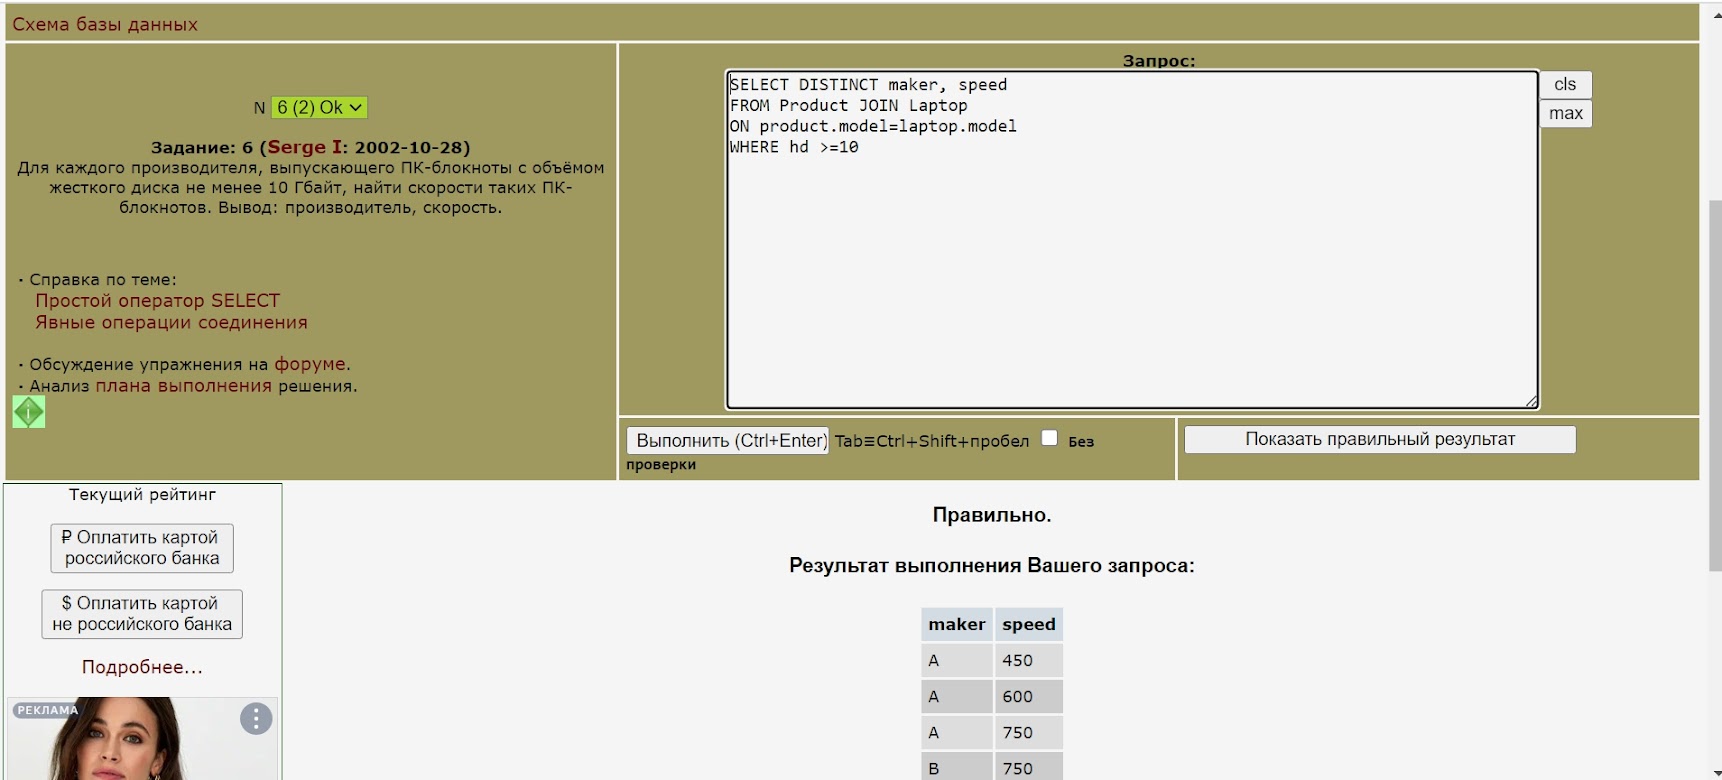 Схема базы данных
N 6 (2) Ok
Задание: 6 (Serge I: 2002-10-28)
Для каждого производителя, выпускающего ПК-блокноты с объёмом
жесткого диска не менее 10 Гбайт, найти скорости таких ПК-
блокнотов. Вывод: производитель, скорость.
· Справка по теме:
Простой оператор SELECT
Явные операции соединения
· Обсуждение упражнения на форуме.
· Анализ плана выполнения решения.
Запрос:
SELECT DISTINCT maker, speed
FROM Product JOIN Laptop
ON product.model=laptop.model
WHERE hd >=10
cls
max
Выполнить (Ctrl+Enter) Tab≡Ctrl+Shift+пробел Без
проверки
Показать правильный результат
Текущий рейтинг
₽ Оплатить картой
российского банка
$ Оплатить картой
не российского банка
Подробнее...
РЕКЛАМА
Правильно.
Результат выполнения Вашего запроса:
maker speed
A 450
A 600
A 750
B 750